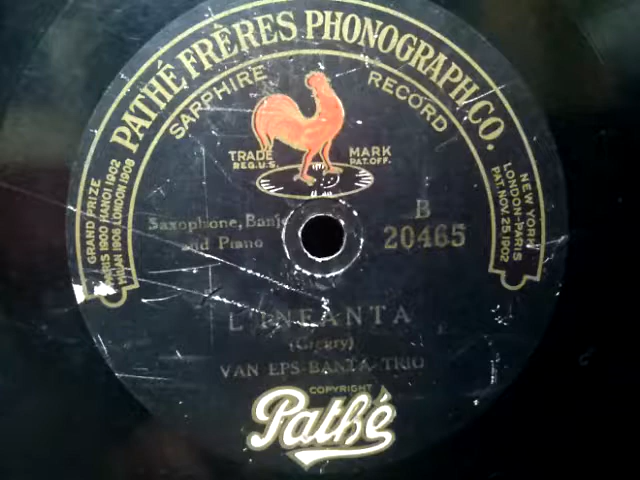 PATHÉ FRÈRES PHONOGRAPH CO.
SAPPHIRE RECORD
GRAND PRIZE
PARIS 1900 HANOI 1902
MILAN 1906 LONDON 1908
NEW YORK
LONDON-PARIS
PAT. NOV. 25, 1902
TRADE MARK
REG. U.S. PAT. OFF.
Saxophone, Banjo
and Piano
B
20465
L'INFANTA
(Gregory)
VAN EPS-BANTA TRIO
COPYRIGHT
Pathé